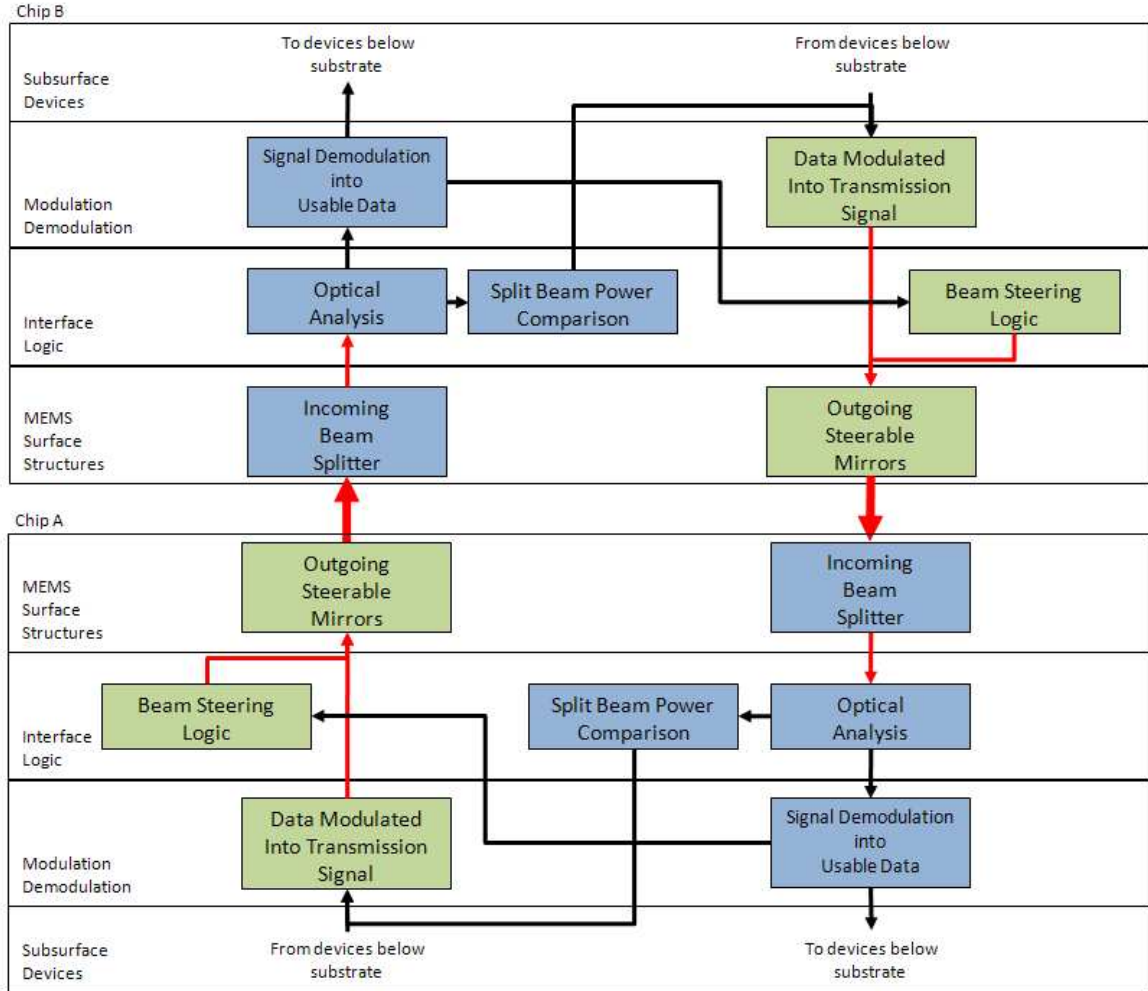 Chip B
To devices below
substrate
From devices below
substrate
Subsurface
Devices
Signal Demodulation
into
Usable Data
Data Modulated
Into Transmission
Signal
Modulation
Demodulation
Optical
Analysis
Split Beam Power
Comparison
Beam Steering
Logic
Interface
Logic
MEMS
Surface
Structures
Incoming
Beam
Splitter
Outgoing
Steerable
Mirrors
Chip A
MEMS
Surface
Structures
Outgoing
Steerable
Mirrors
Incoming
Beam
Splitter
Beam Steering
Logic
Split Beam Power
Comparison
Optical
Analysis
Interface
Logic
Data Modulated
Into Transmission
Signal
Signal Demodulation
into
Usable Data
Modulation
Demodulation
Subsurface
Devices
From devices below
substrate
To devices below
substrate